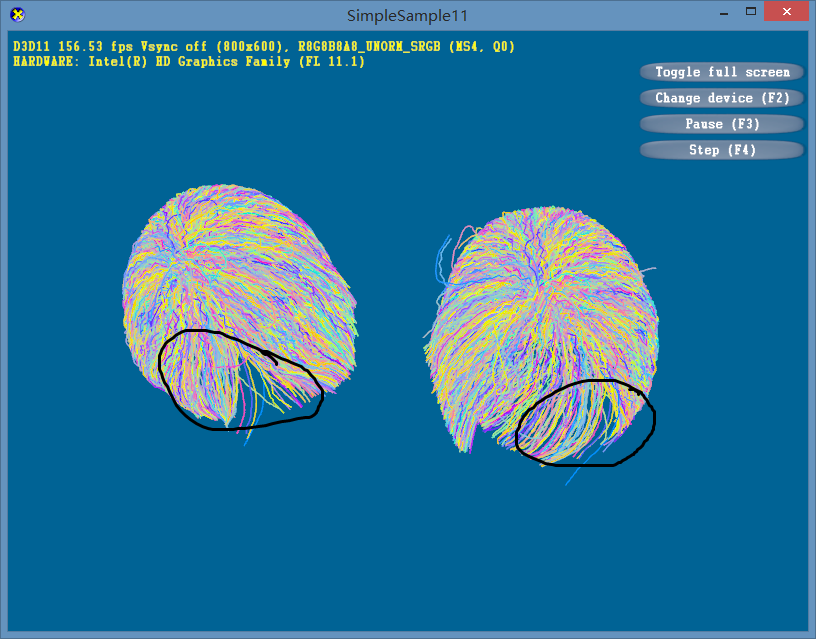 SimpleSample11
D3D11 156.53 fps Vsync off (800x600), R8G8B8A8_UNORM_SRGB (MS4, Q0)
HARDWARE: Intel(R) HD Graphics Family (FL 11.1)
Toggle full screen
Change device (F2)
Pause (F3)
Step (F4)